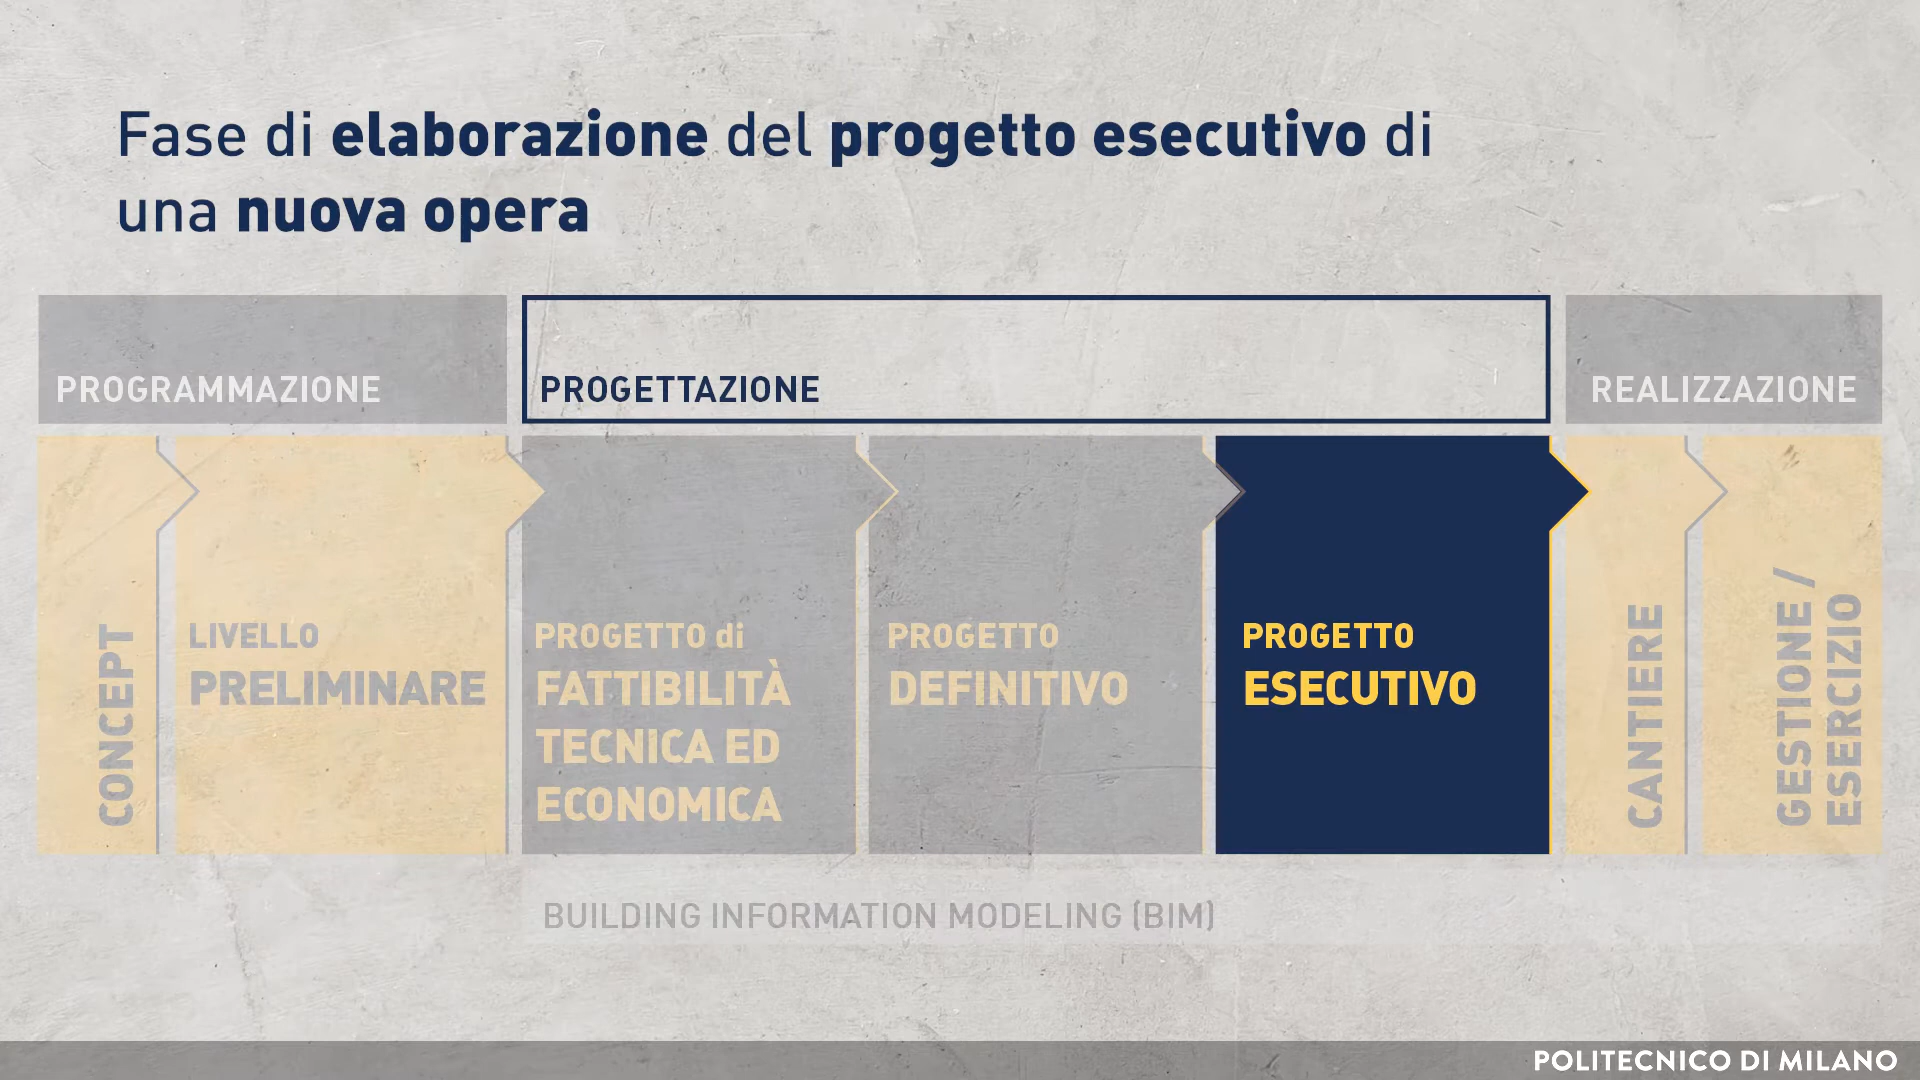 Fase di elaborazione del progetto esecutivo di
una nuova opera
PROGRAMMAZIONE
PROGETTAZIONE
REALIZZAZIONE
CONCEPT
LIVELLO
PRELIMINARE
PROGETTO di
FATTIBILITÀ
TECNICA ED
ECONOMICA
PROGETTO
DEFINITIVO
PROGETTO
ESECUTIVO
CANTIERE
GESTIONE /
ESERCIZIO
BUILDING INFORMATION MODELING (BIM)
POLITECNICO DI MILANO